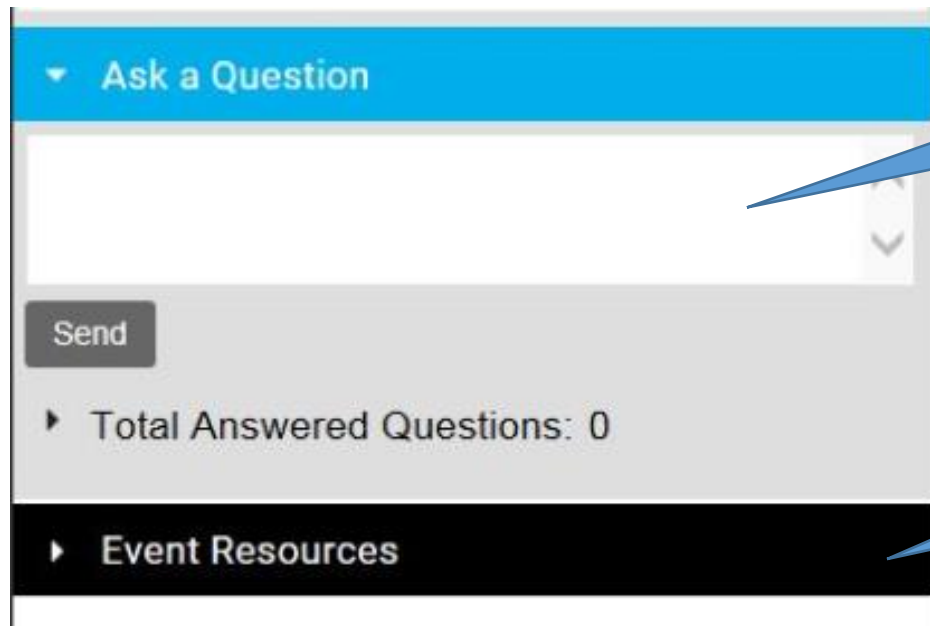 Ask a Question
Send
Total Answered Questions: 0
Event Resources